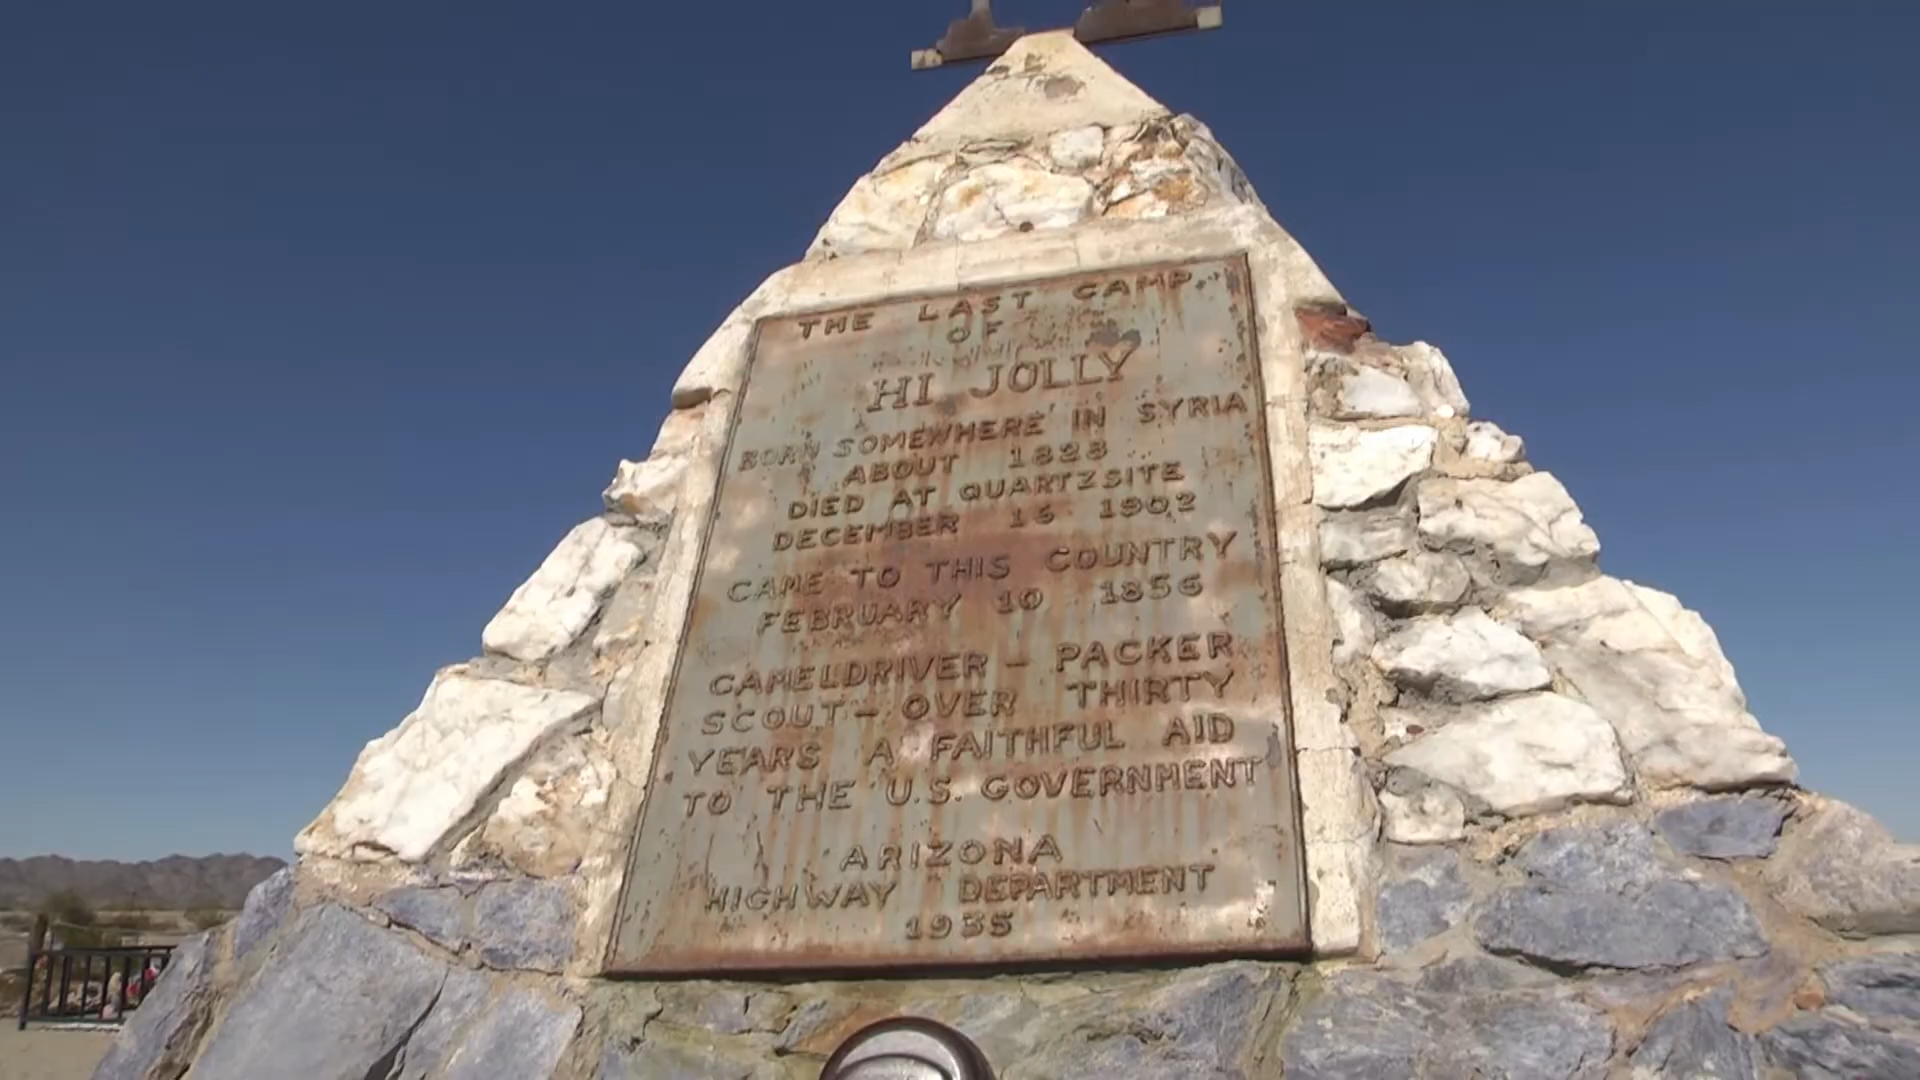 THE LAST CAMP
OF
HI JOLLY
BORN SOMEWHERE IN SYRIA
ABOUT 1828
DIED AT QUARTZSITE
DECEMBER 16 1902
CAME TO THIS COUNTRY
FEBRUARY 10 1856
CAMELDRIVER - PACKER
SCOUT - OVER THIRTY
YEARS A FAITHFUL AID
TO THE U.S. GOVERNMENT
ARIZONA
HIGHWAY DEPARTMENT
1935